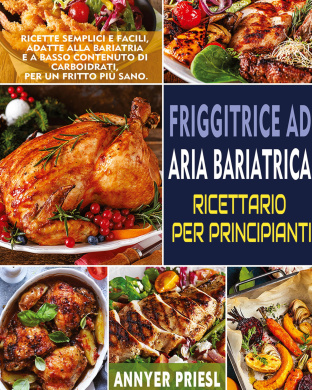 RICETTE SEMPLICI E FACILI,
ADATTE ALLA BARIATRIA
E A BASSO CONTENUTO DI
CARBOIDRATI,
PER UN FRITTO PIÙ SANO.
FRIGGITRICE AD
ARIA BARIATRICA
RICETTARIO
PER PRINCIPIANTI
ANNYER PRIESL